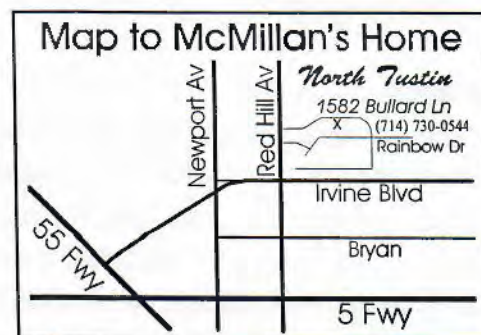 Map to McMillan's Home
North Tustin
1582 Bullard Ln
X (714) 730-0544
Rainbow Dr
Newport Av
Red Hill Av
Irvine Blvd
55 Fwy
Bryan
5 Fwy